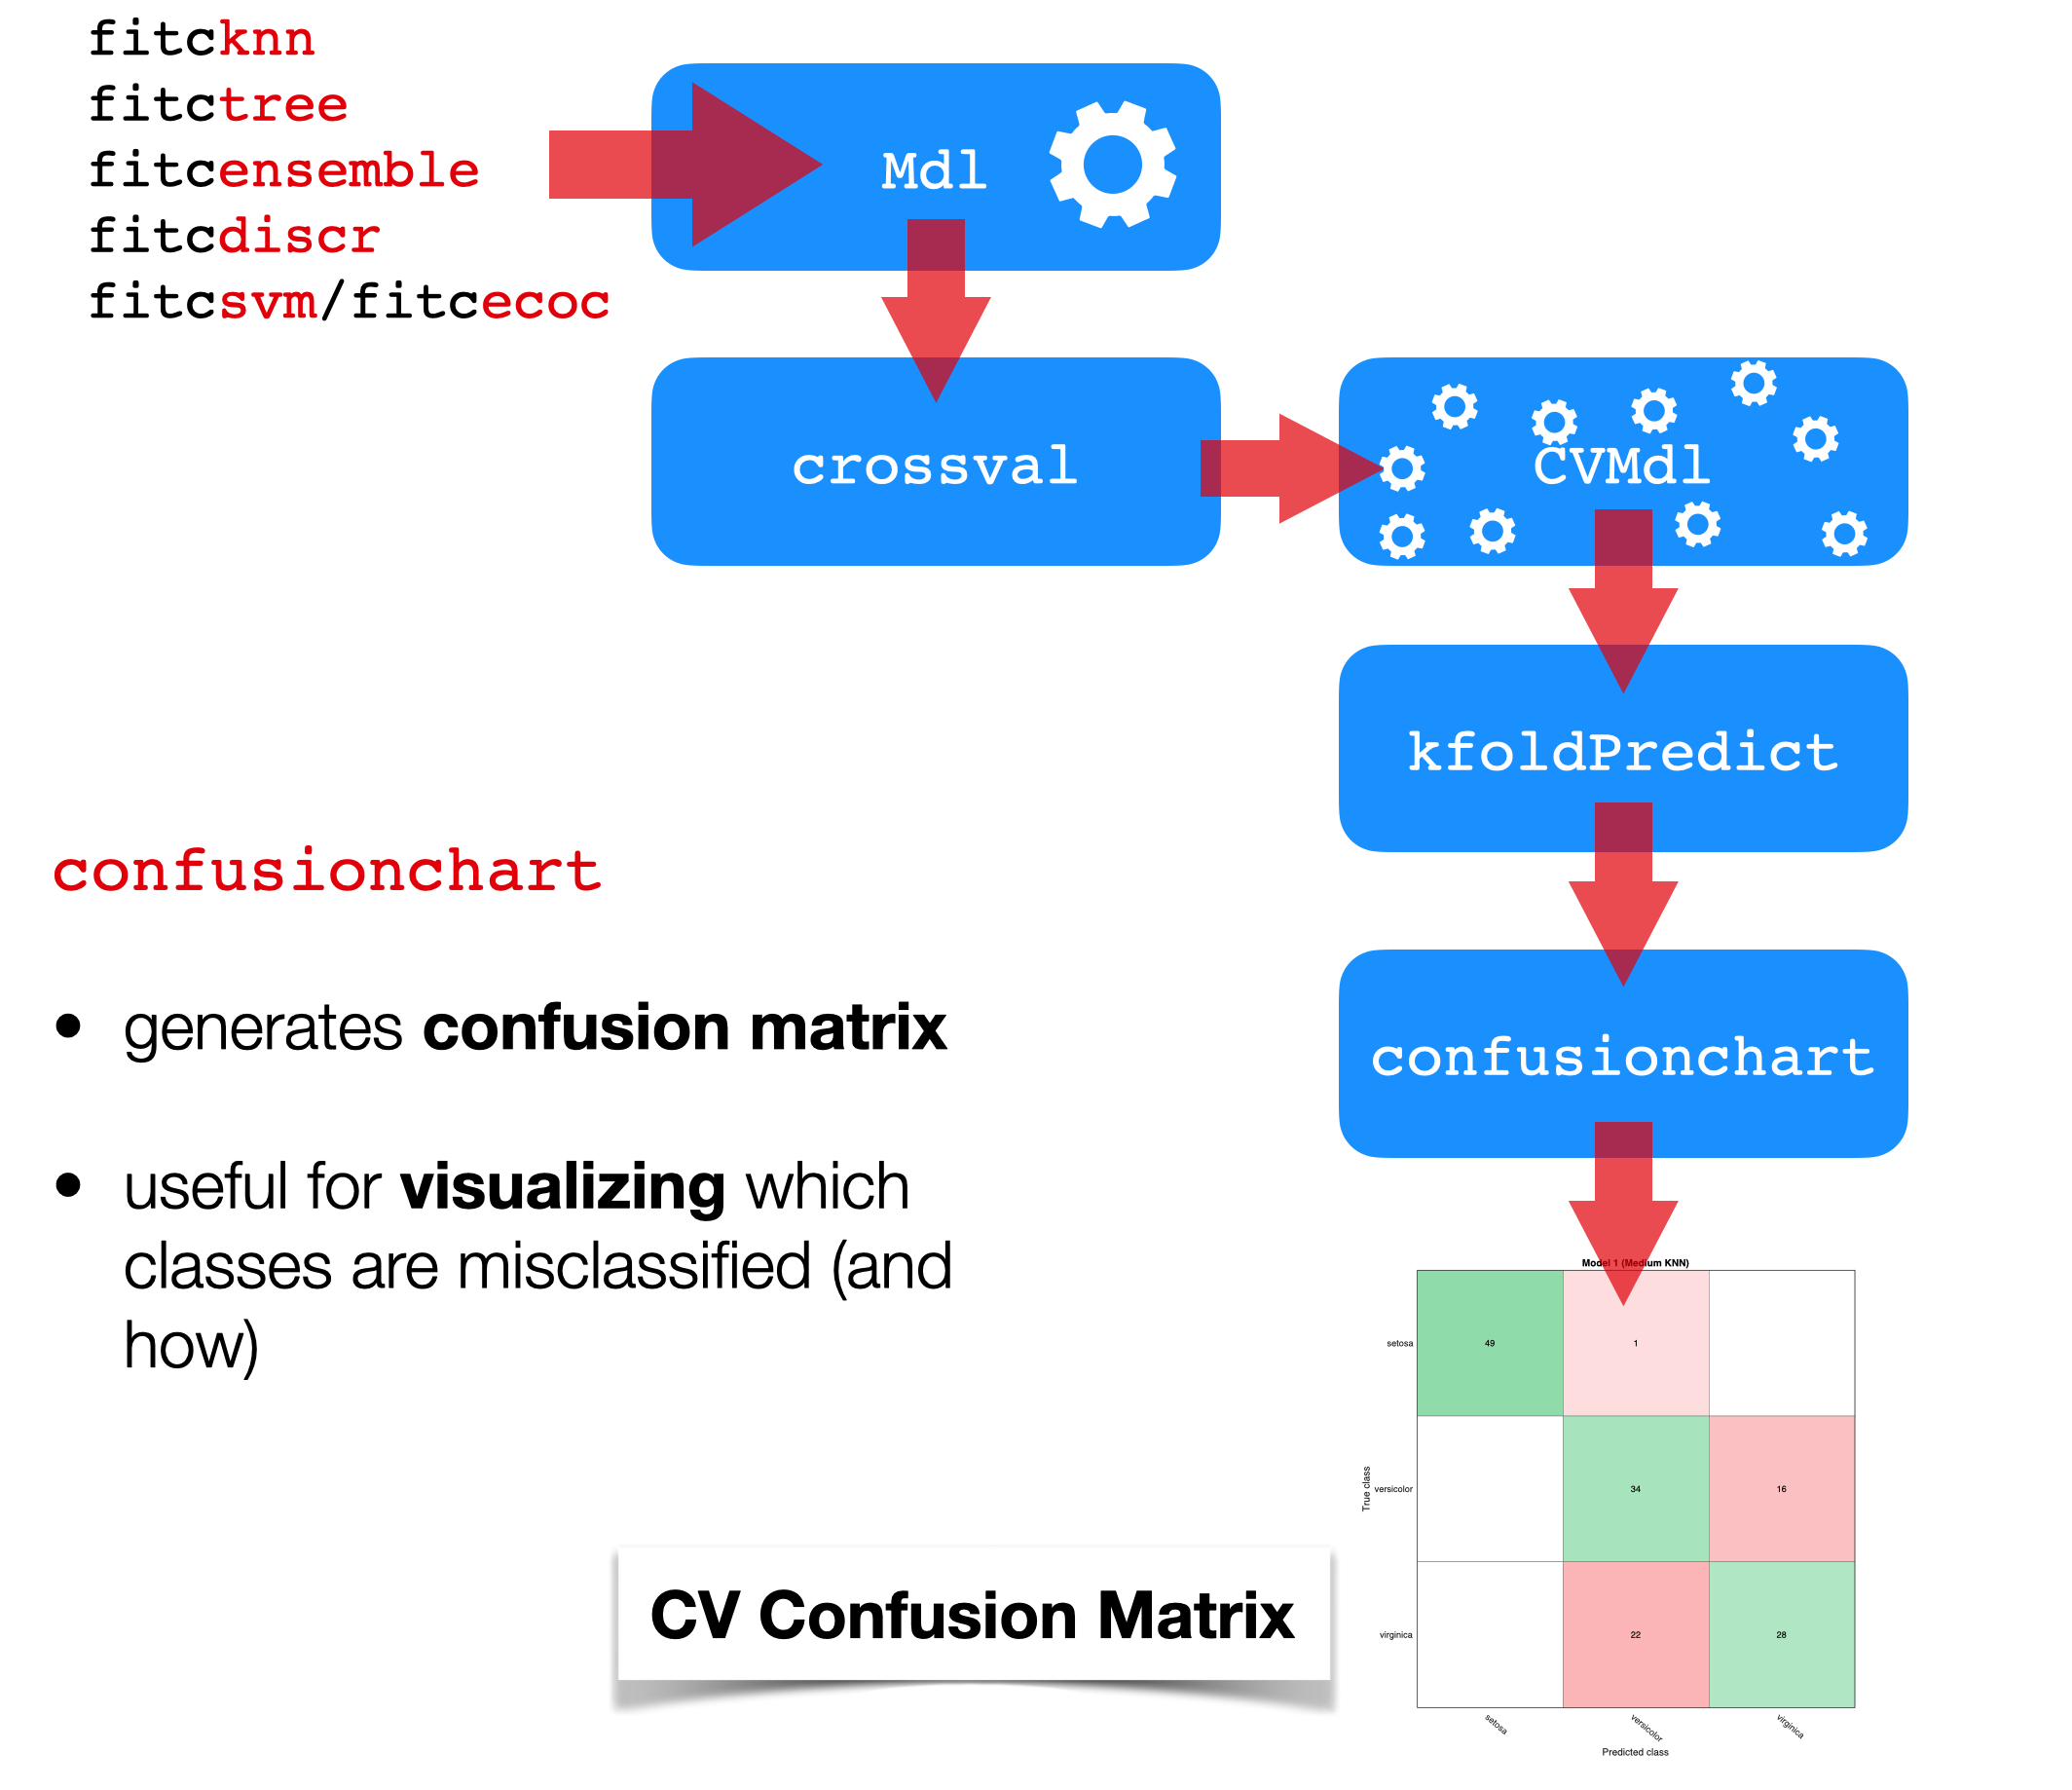 fitcknn
fitctree
fitcensemble
fitcdiscr
fitcsvm/fitcecoc
Mdl
crossval
CVMdl
kfoldPredict
confusionchart
confusionchart
• generates confusion matrix
• useful for visualizing which
classes are misclassified (and
how)
CV Confusion Matrix
Model 1 (Medium KNN)
True class
setosa
49
1
versicolor
34
16
virginica
22
28
setosa
versicolor
virginica
Predicted class